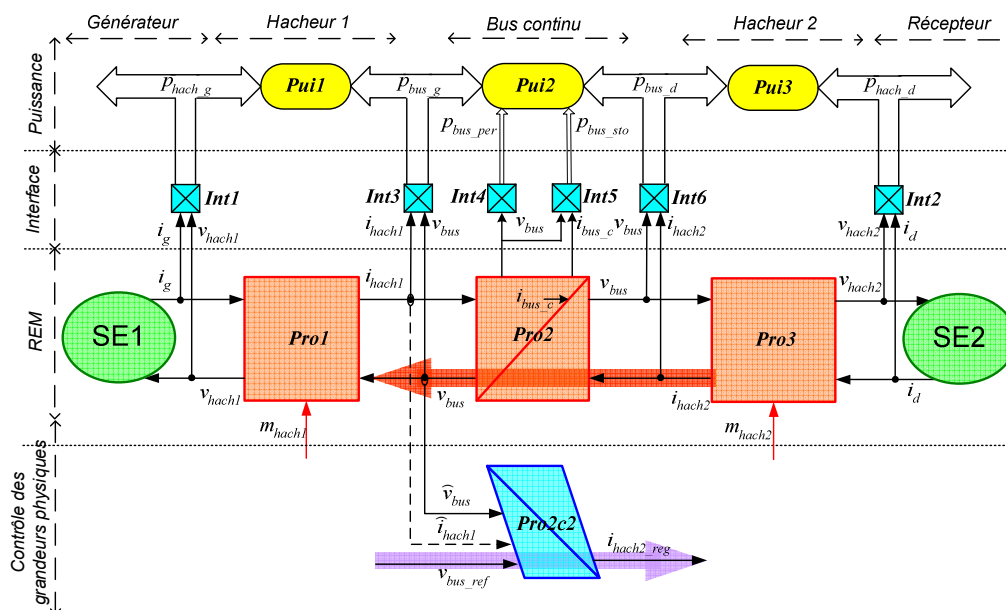 Générateur Hacheur 1 Bus continu Hacheur 2 Récepteur
Puissance
p_hach_g Pui1 p_bus_g Pui2 p_bus_d Pui3 p_hach_d
p_bus_per p_bus_sto
Interface
Int1 Int3 Int4 Int5 Int6 Int2
i_g v_hach1 i_hach1 v_bus v_bus i_bus_c v_bus i_hach2 v_hach2 i_d
REM
i_g i_hach1 i_bus_c v_bus v_hach2
SE1 Pro1 Pro2 Pro3 SE2
v_hach1 v_bus i_hach2 i_d
m_hach1 m_hach2
Contrôle des
grandeurs physiques
v̂_bus
Pro2c2
î_hach1 i_hach2_reg
v_bus_ref